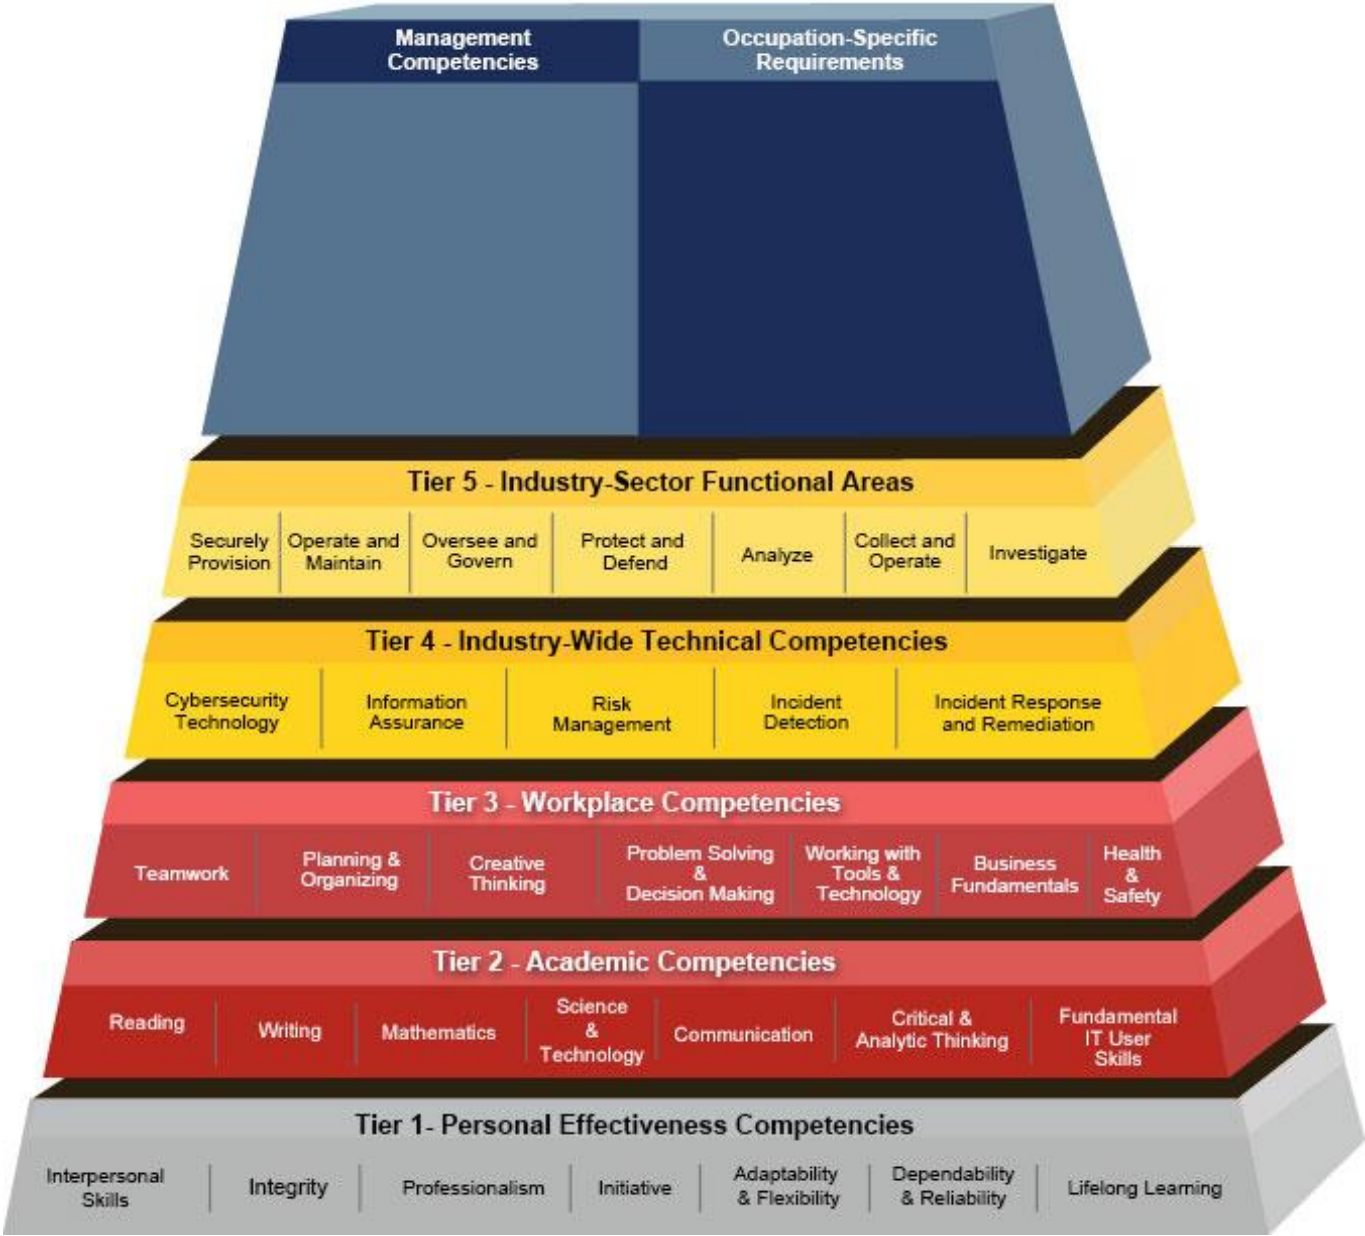 Management
Competencies
Occupation-Specific
Requirements
Tier 5 - Industry-Sector Functional Areas
Securely
Provision
Operate and
Maintain
Oversee and
Govern
Protect and
Defend
Analyze
Collect and
Operate
Investigate
Tier 4 - Industry-Wide Technical Competencies
Cybersecurity
Technology
Information
Assurance
Risk
Management
Incident
Detection
Incident Response
and Remediation
Tier 3 - Workplace Competencies
Teamwork
Planning &
Organizing
Creative
Thinking
Problem Solving
&
Decision Making
Working with
Tools &
Technology
Business
Fundamentals
Health
&
Safety
Tier 2 - Academic Competencies
Reading
Writing
Mathematics
Science
&
Technology
Communication
Critical &
Analytic Thinking
Fundamental
IT User
Skills
Tier 1- Personal Effectiveness Competencies
Interpersonal
Skills
Integrity
Professionalism
Initiative
Adaptability
& Flexibility
Dependability
& Reliability
Lifelong Learning